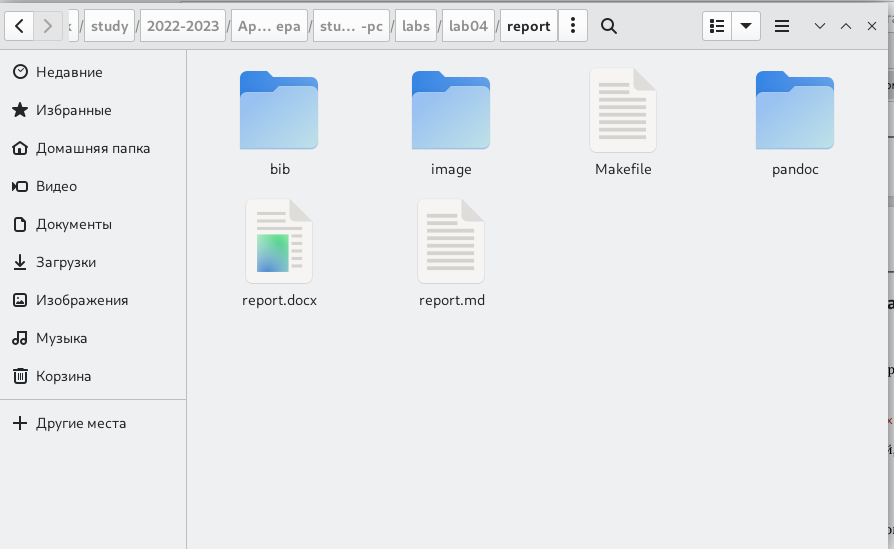 study / 2022-2023 / Ар... ера / stu... -pc / labs / lab04 / report
Недавние
Избранные
Домашняя папка
Видео
Документы
Загрузки
Изображения
Музыка
Корзина
Другие места
bib
image
Makefile
pandoc
report.docx
report.md